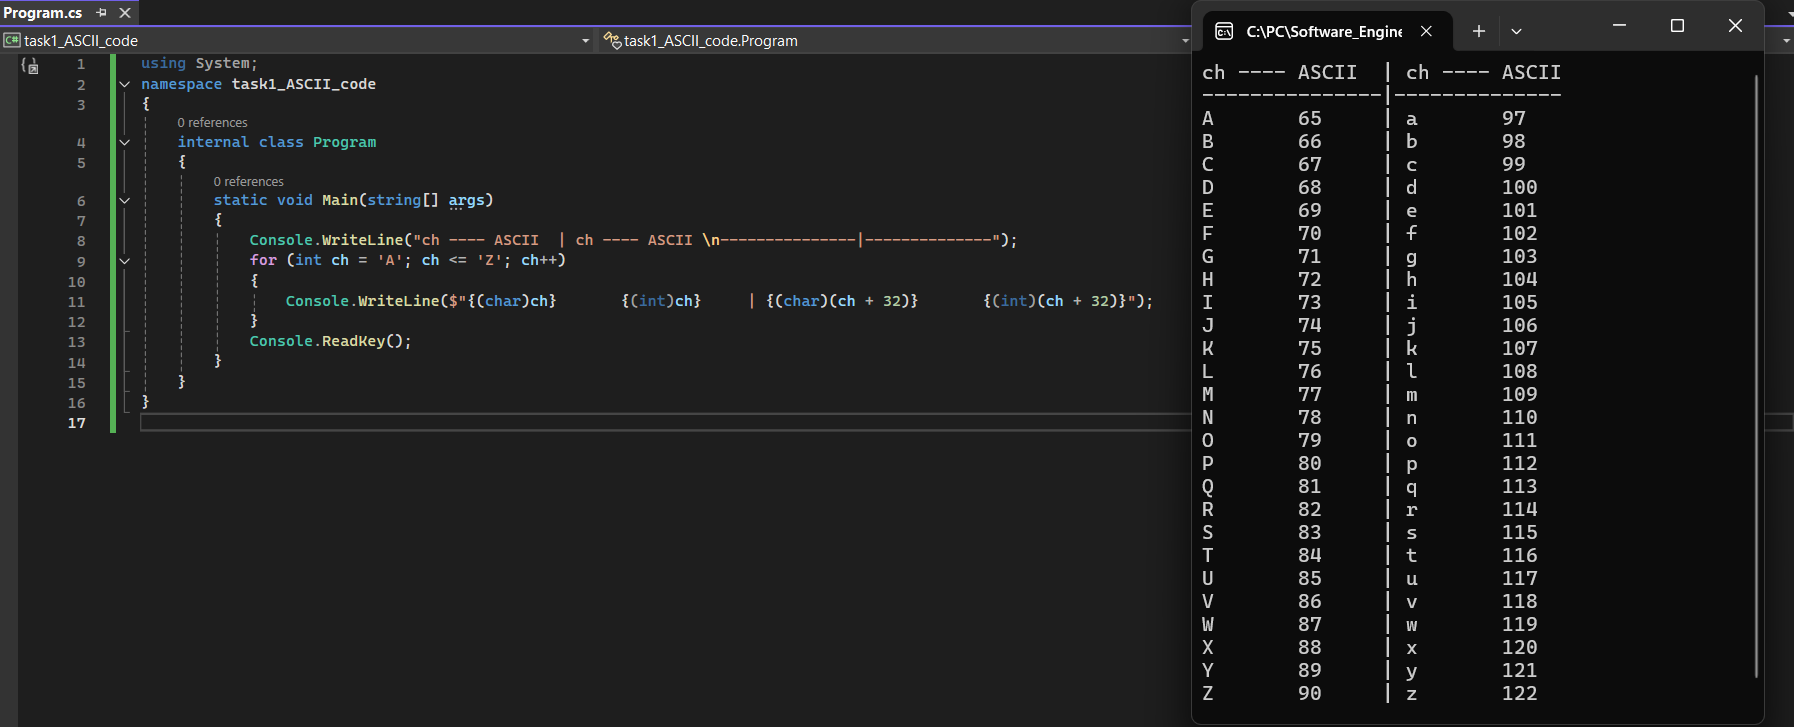 Program.cs
task1_ASCII_code task1_ASCII_code.Program
1 using System;
2 namespace task1_ASCII_code
3 {
0 references
4 internal class Program
5 {
0 references
6 static void Main(string[] args)
7 {
8 Console.WriteLine("ch ---- ASCII  | ch ---- ASCII \n---------------|--------------");
9 for (int ch = 'A'; ch <= 'Z'; ch++)
10 {
11 Console.WriteLine($"{(char)ch}       {(int)ch}     | {(char)(ch + 32)}       {(int)(ch + 32)}");
12 }
13 Console.ReadKey();
14 }
15 }
16 }
17
C:\PC\Software_Engine
ch ---- ASCII  | ch ---- ASCII
---------------|--------------
A       65     | a       97
B       66     | b       98
C       67     | c       99
D       68     | d       100
E       69     | e       101
F       70     | f       102
G       71     | g       103
H       72     | h       104
I       73     | i       105
J       74     | j       106
K       75     | k       107
L       76     | l       108
M       77     | m       109
N       78     | n       110
O       79     | o       111
P       80     | p       112
Q       81     | q       113
R       82     | r       114
S       83     | s       115
T       84     | t       116
U       85     | u       117
V       86     | v       118
W       87     | w       119
X       88     | x       120
Y       89     | y       121
Z       90     | z       122